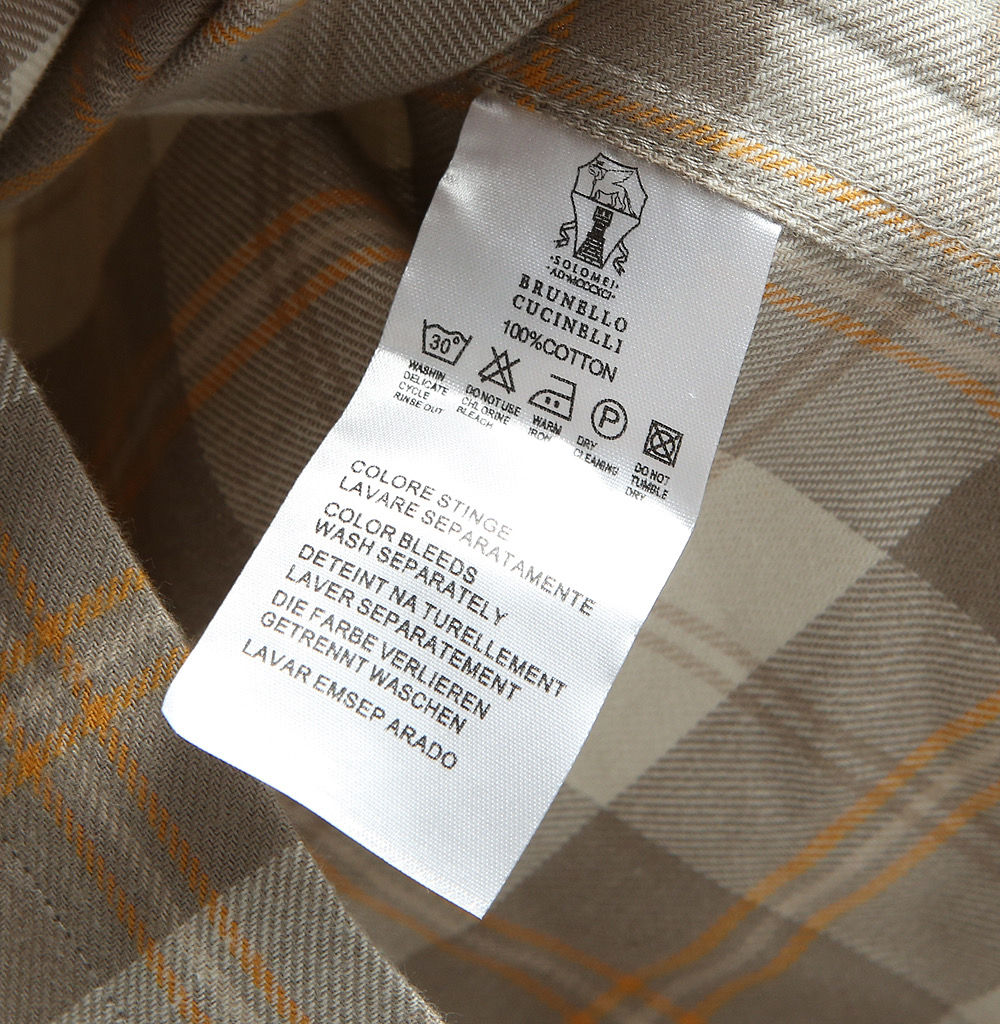 ·SOLOMEI·
·AD·MCCCXCI·
BRUNELLO
CUCINELLI
100%COTTON
30°
WASHIN
DELICATE
CYCLE
RINSE OUT
DO NOT USE
CHLORINE
BLEACH
WARM
IRON
P
DRY
CLEANING
DO NOT
TUMBLE
DRY
COLORE STINGE
LAVARE SEPARATAMENTE
COLOR BLEEDS
WASH SEPARATELY
DETEINT NA TURELLEMENT
LAVER SEPARATEMENT
DIE FARBE VERLIEREN
GETRENNT WASCHEN
LAVAR EMSEP ARADO